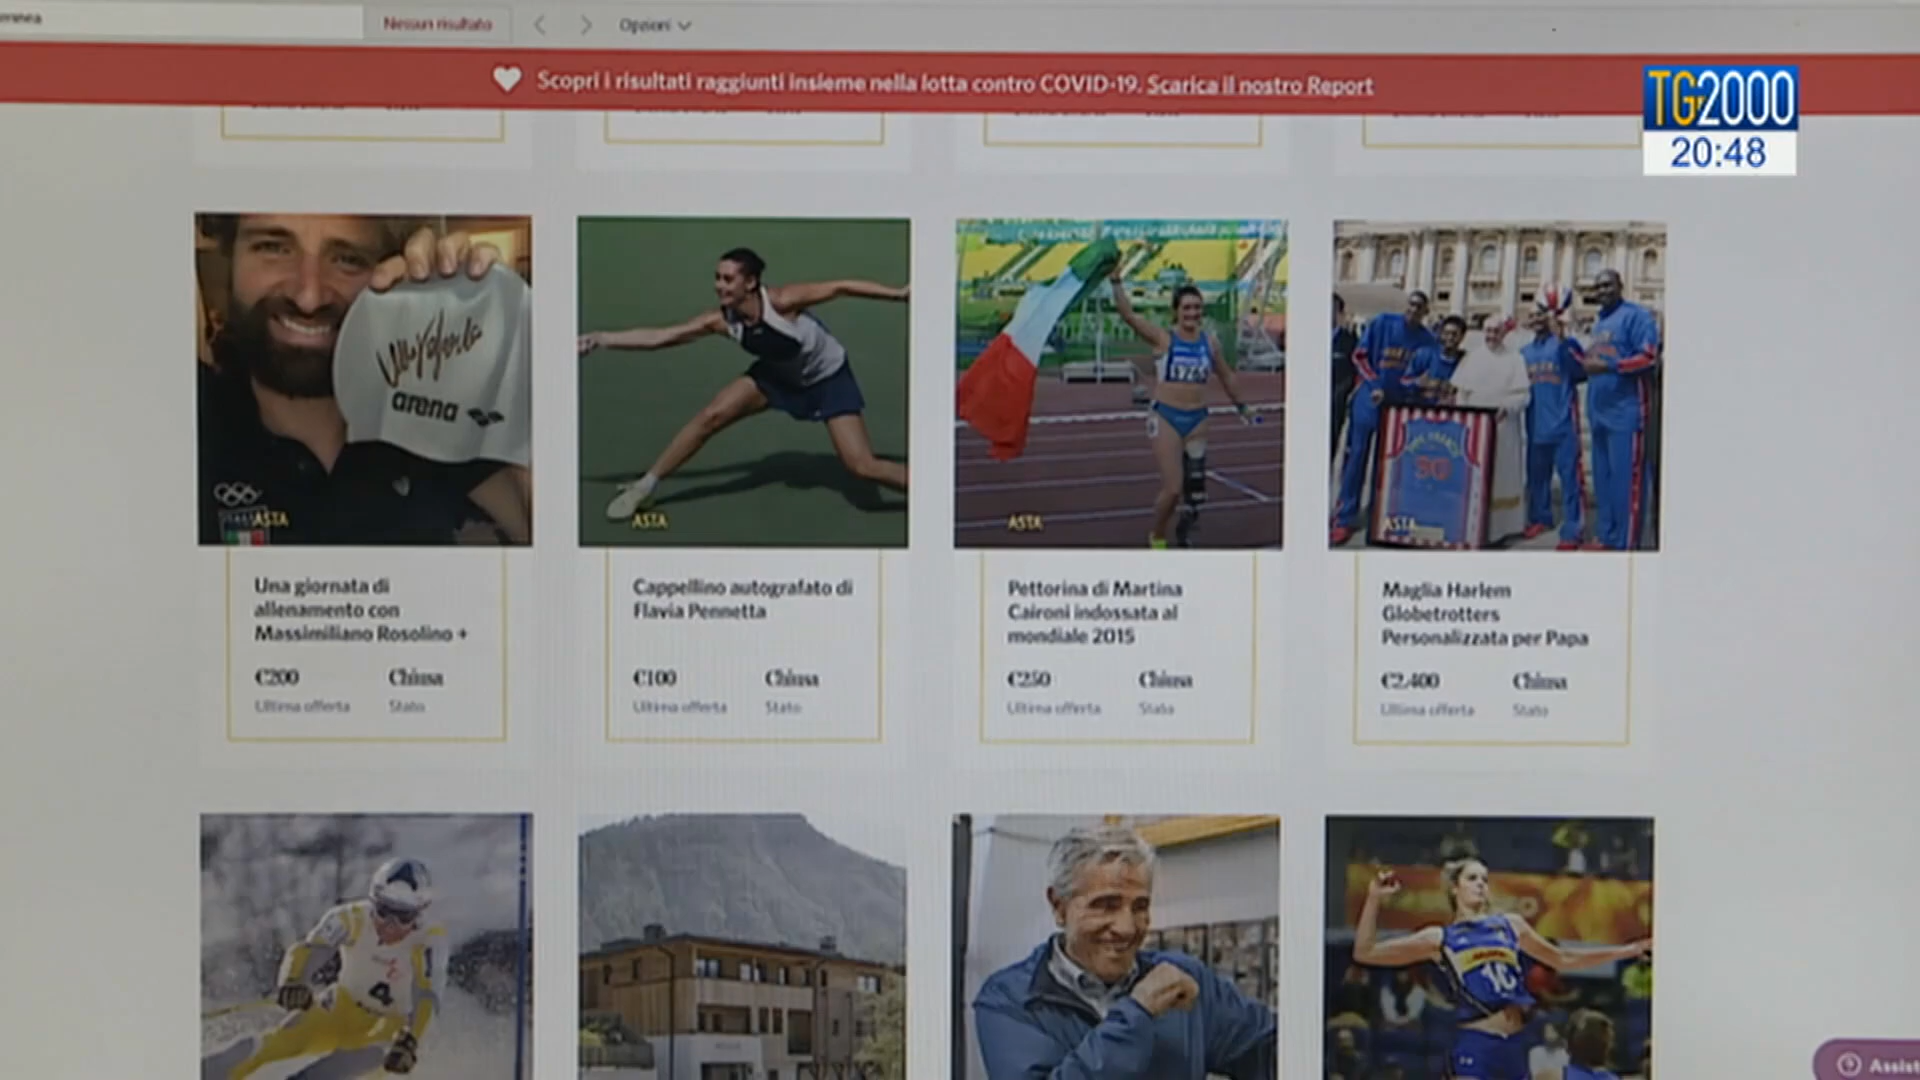 Nessun risultato
Opzioni
Scopri i risultati raggiunti insieme nella lotta contro COVID-19. Scarica il nostro Report
TG2000
20:48
arena
ASTA
ASTA
ASTA
ASTA
Una giornata di
allenamento con
Massimiliano Rosolino +
€200
Chiusa
Ultima offerta
Stato
Cappellino autografato di
Flavia Pennetta
€100
Chiusa
Ultima offerta
Stato
Pettorina di Martina
Caironi indossata al
mondiale 2015
€250
Chiusa
Ultima offerta
Stato
Maglia Harlem
Globetrotters
Personalizzata per Papa
€2.400
Chiusa
Ultima offerta
Stato
4